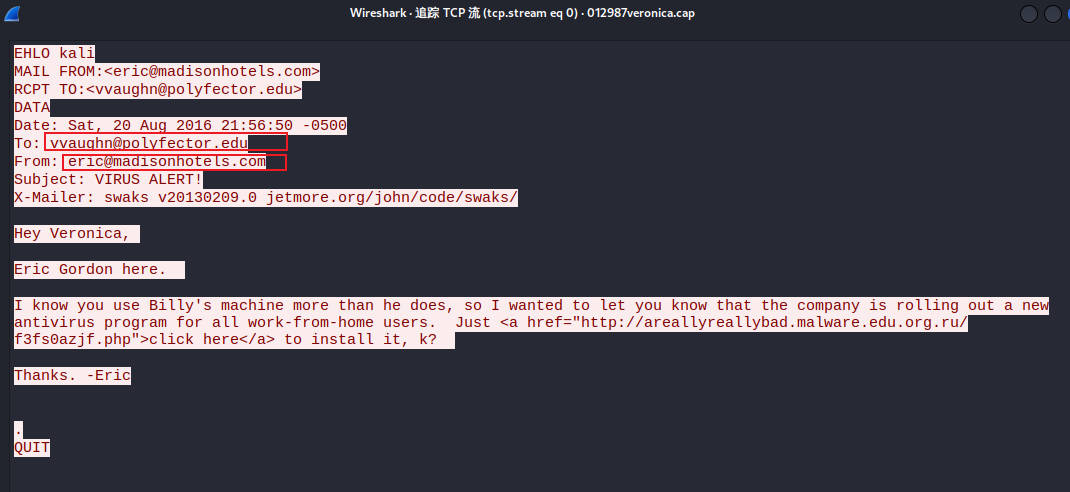 Wireshark · 追踪 TCP 流 (tcp.stream eq 0) · 012987veronica.cap
EHLO kali
MAIL FROM:<eric@madisonhotels.com>
RCPT TO:<vvaughn@polyfector.edu>
DATA
Date: Sat, 20 Aug 2016 21:56:50 -0500
To: vvaughn@polyfector.edu
From: eric@madisonhotels.com
Subject: VIRUS ALERT!
X-Mailer: swaks v20130209.0 jetmore.org/john/code/swaks/
Hey Veronica,
Eric Gordon here.
I know you use Billy's machine more than he does, so I wanted to let you know that the company is rolling out a new
antivirus program for all work-from-home users.  Just <a href="http://areallyreallybad.malware.edu.org.ru/
f3fs0azjf.php">click here</a> to install it, k?
Thanks. -Eric
.
QUIT